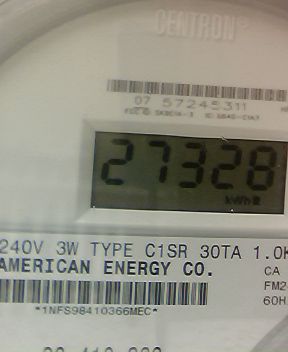 CENTRON®
07 57245311
27328
kWh
240V 3W TYPE C1SR 30TA 1.0K
AMERICAN ENERGY CO.
CA
FM2
60H
*1NFS98410366MEC*